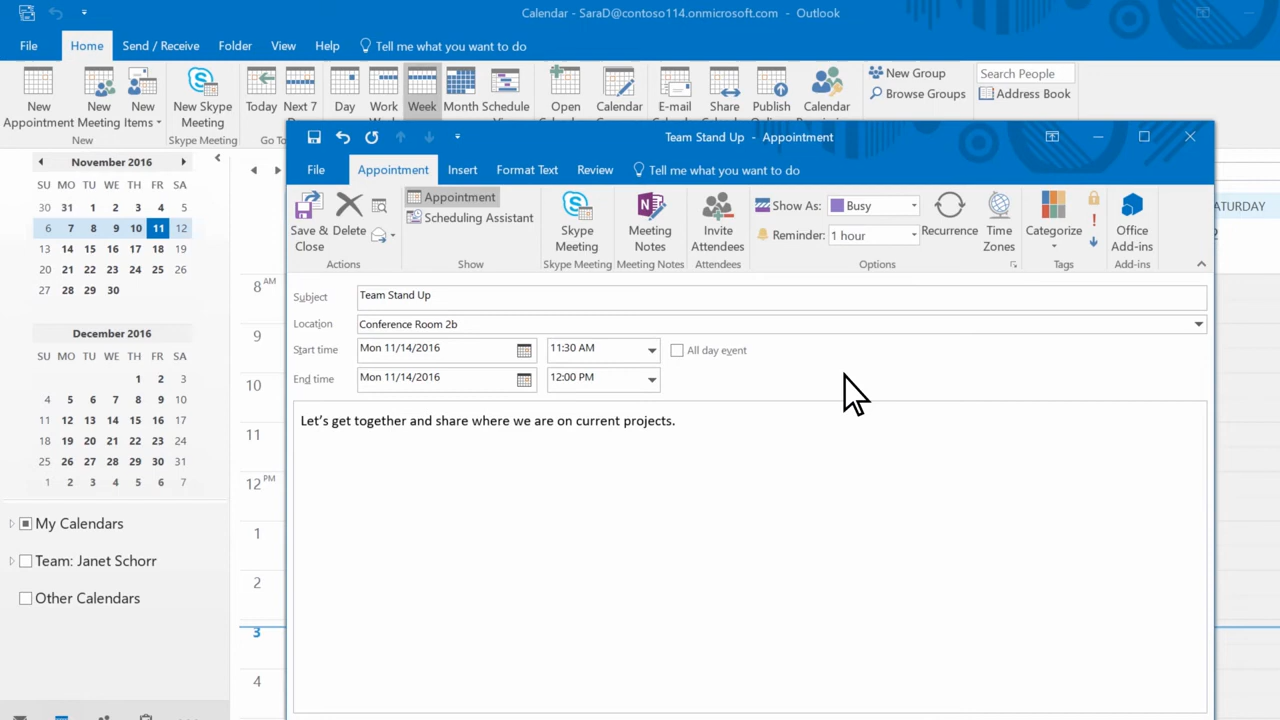 Calendar - SaraD@contoso114.onmicrosoft.com - Outlook
File Home Send / Receive Folder View Help Tell me what you want to do
New Appointment
New Meeting
New Items
New
New Skype Meeting
Skype Meeting
Today
Next 7
Go To
Day
Work
Week
Month
Schedule
Open
Calendar
E-mail
Share
Publish
Calendar
New Group
Browse Groups
Search People
Address Book
November 2016
SU MO TU WE TH FR SA
30 31 1 2 3 4 5
6 7 8 9 10 11 12
13 14 15 16 17 18 19
20 21 22 23 24 25 26
27 28 29 30
December 2016
SU MO TU WE TH FR SA
1 2 3
4 5 6 7 8 9 10
11 12 13 14 15 16 17
18 19 20 21 22 23 24
25 26 27 28 29 30 31
1 2 3 4 5 6 7
My Calendars
Team: Janet Schorr
Other Calendars
8 AM
9
10
11
12 PM
1
2
3
4
Team Stand Up - Appointment
File Appointment Insert Format Text Review Tell me what you want to do
Save & Close
Delete
Actions
Appointment
Scheduling Assistant
Show
Skype Meeting
Skype Meeting
Meeting Notes
Meeting Notes
Invite Attendees
Attendees
Show As: Busy
Reminder: 1 hour
Recurrence
Time Zones
Options
Categorize
Tags
Office Add-ins
Add-ins
Subject Team Stand Up
Location Conference Room 2b
Start time Mon 11/14/2016 11:30 AM All day event
End time Mon 11/14/2016 12:00 PM
Let's get together and share where we are on current projects.